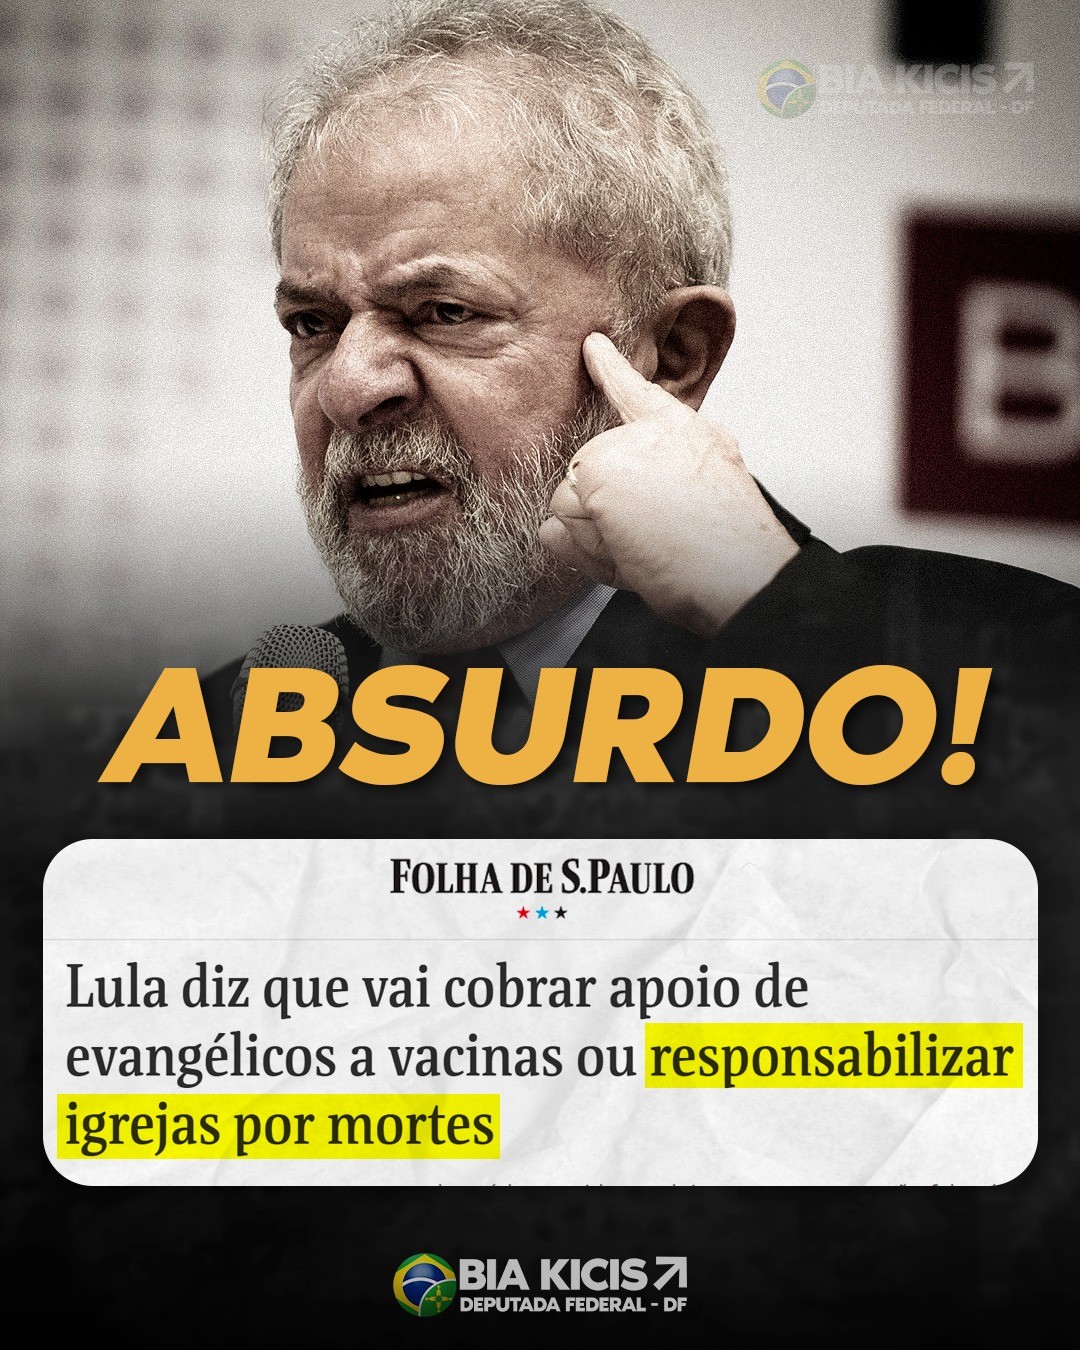 BIA KICIS
DEPUTADA FEDERAL - DF
B
ABSURDO!
FOLHA DE S.PAULO
Lula diz que vai cobrar apoio de
evangélicos a vacinas ou responsabilizar
igrejas por mortes
BIA KICIS
DEPUTADA FEDERAL - DF